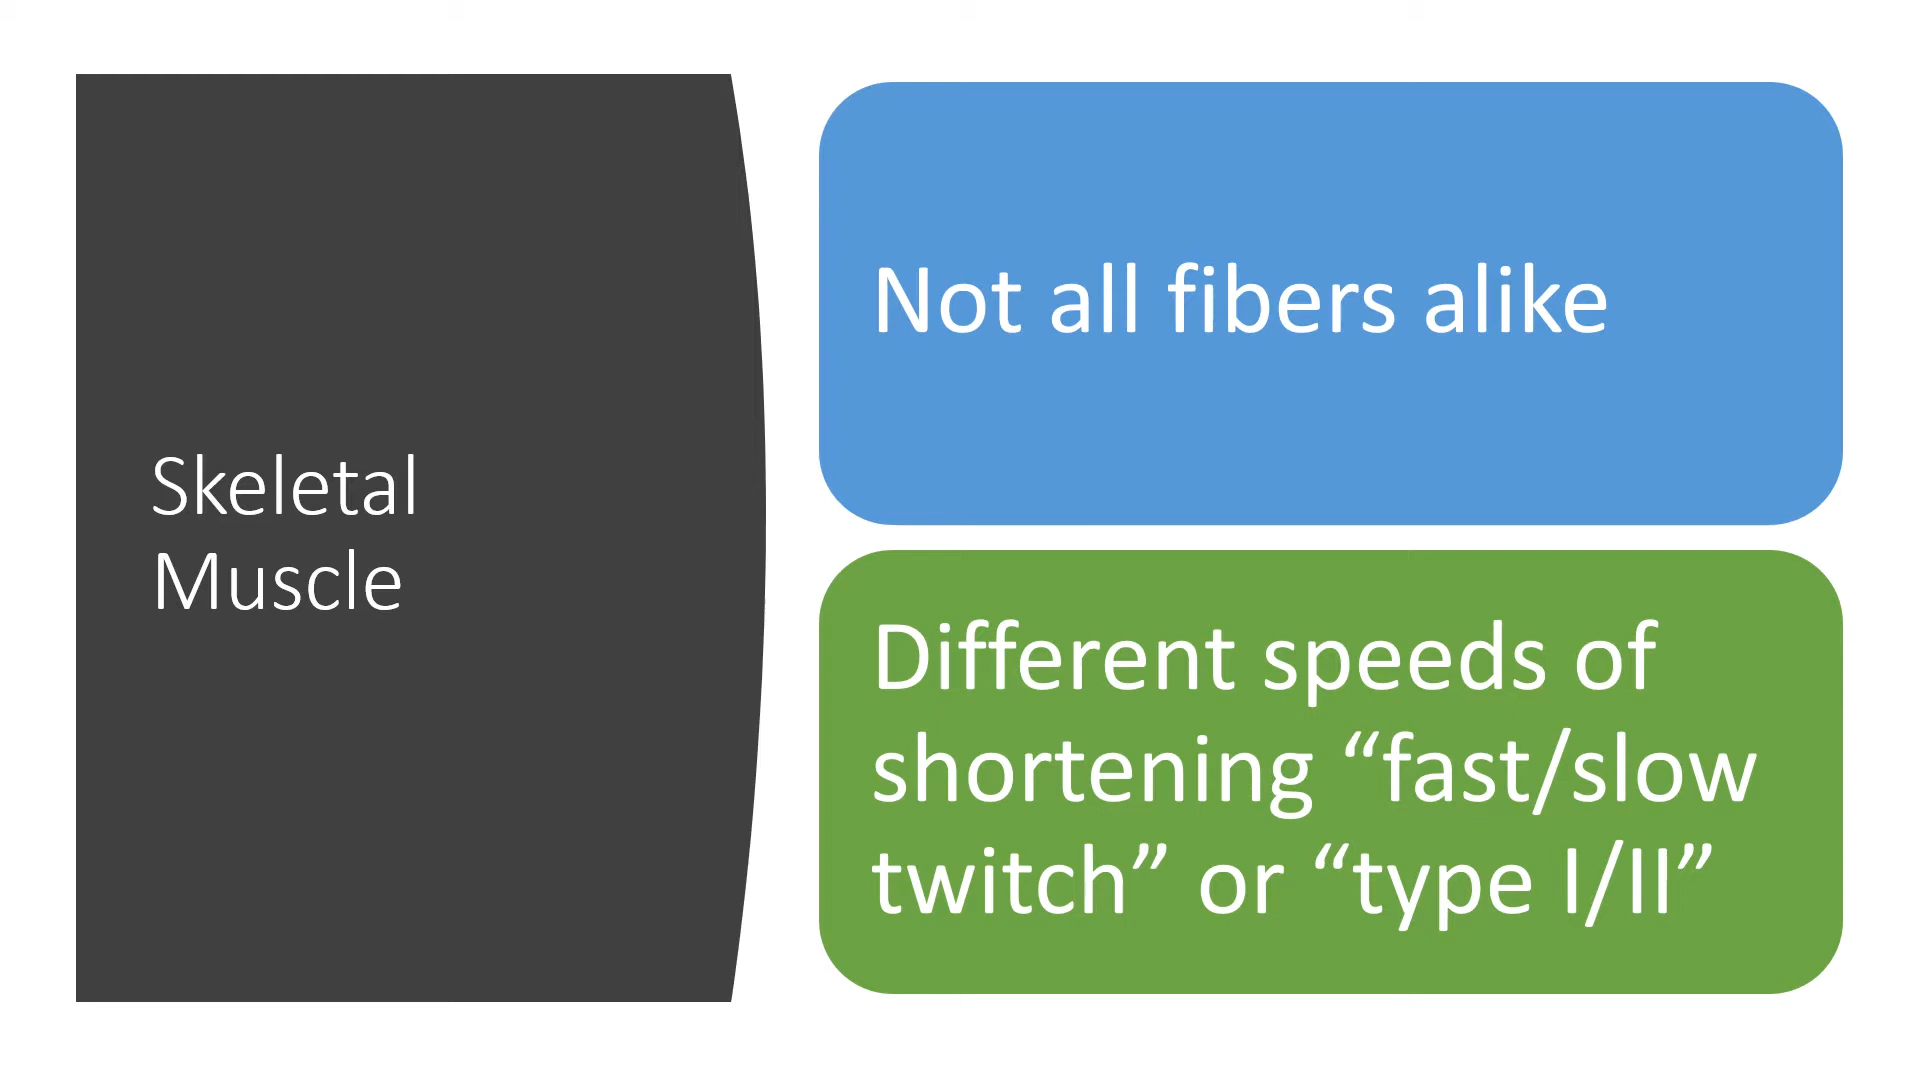 Skeletal
Muscle
Not all fibers alike
Different speeds of
shortening “fast/slow
twitch” or “type I/II”